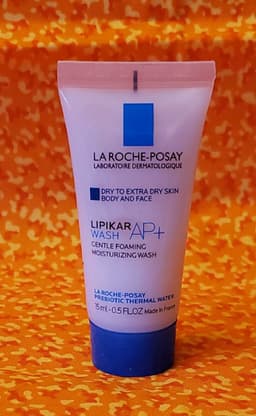 LA ROCHE-POSAY
LABORATOIRE DERMATOLOGIQUE
DRY TO EXTRA DRY SKIN
BODY AND FACE
LIPIKAR
WASH AP+
GENTLE FOAMING
MOISTURIZING WASH
LA ROCHE-POSAY
PREBIOTIC THERMAL WATER
15 ml - 0.5 FL.OZ Made in France